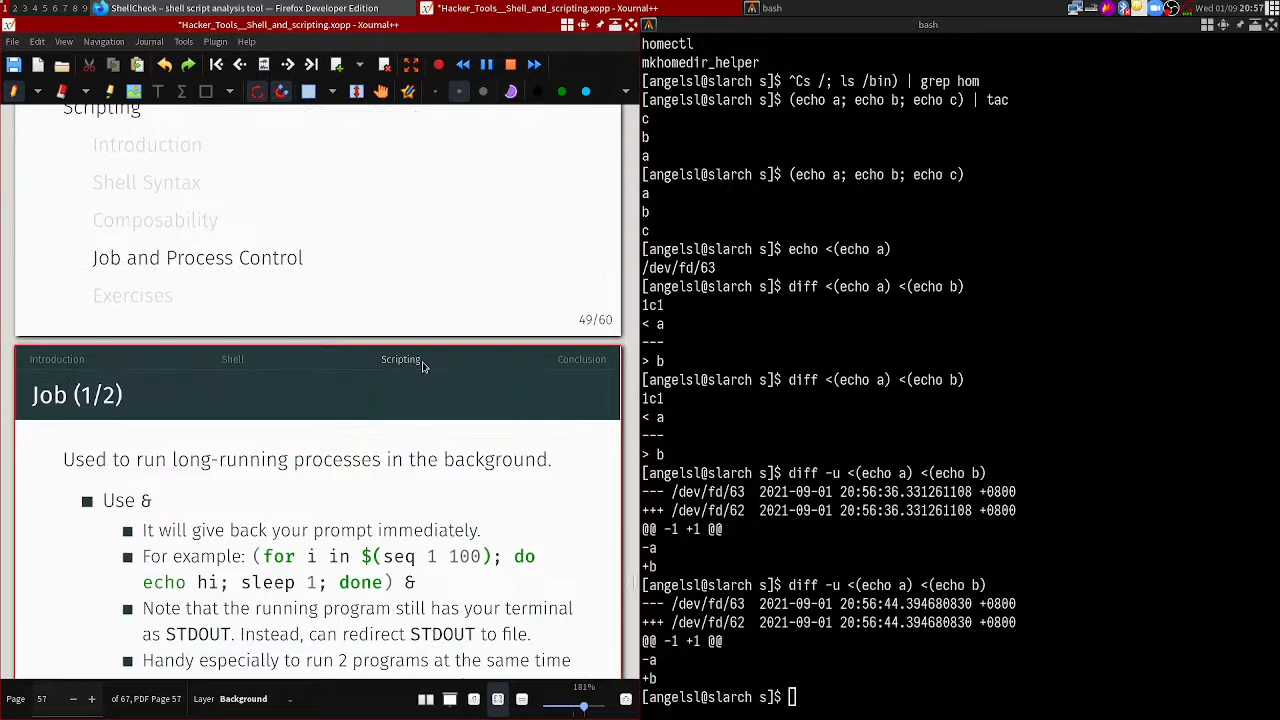 1 2 3 4 5 6 7 8 9
ShellCheck – shell script analysis tool — Firefox Developer Edition
*Hacker_Tools__Shell_and_scripting.xopp - Xournal++
bash
Wed 01/09 20:57
*Hacker_Tools__Shell_and_scripting.xopp - Xournal++
File Edit View Navigation Journal Tools Plugin Help
Scripting
Introduction
Shell Syntax
Composability
Job and Process Control
Exercises
49/60
Introduction Shell Scripting Conclusion
Job (1/2)
Used to run long-running processes in the background.
■ Use &
■ It will give back your prompt immediately.
■ For example: (for i in $(seq 1 100); do
echo hi; sleep 1; done) &
■ Note that the running program still has your terminal
as STDOUT. Instead, can redirect STDOUT to file.
■ Handy especially to run 2 programs at the same time
Page 57 − + of 67, PDF Page 57 Layer Background 181%
bash
homectl
mkhomedir_helper
[angelsl@slarch s]$ ^Cs /; ls /bin) | grep hom
[angelsl@slarch s]$ (echo a; echo b; echo c) | tac
c
b
a
[angelsl@slarch s]$ (echo a; echo b; echo c)
a
b
c
[angelsl@slarch s]$ echo <(echo a)
/dev/fd/63
[angelsl@slarch s]$ diff <(echo a) <(echo b)
1c1
< a
---
> b
[angelsl@slarch s]$ diff <(echo a) <(echo b)
1c1
< a
---
> b
[angelsl@slarch s]$ diff -u <(echo a) <(echo b)
--- /dev/fd/63 2021-09-01 20:56:36.331261108 +0800
+++ /dev/fd/62 2021-09-01 20:56:36.331261108 +0800
@@ -1 +1 @@
-a
+b
[angelsl@slarch s]$ diff -u <(echo a) <(echo b)
--- /dev/fd/63 2021-09-01 20:56:44.394680830 +0800
+++ /dev/fd/62 2021-09-01 20:56:44.394680830 +0800
@@ -1 +1 @@
-a
+b
[angelsl@slarch s]$